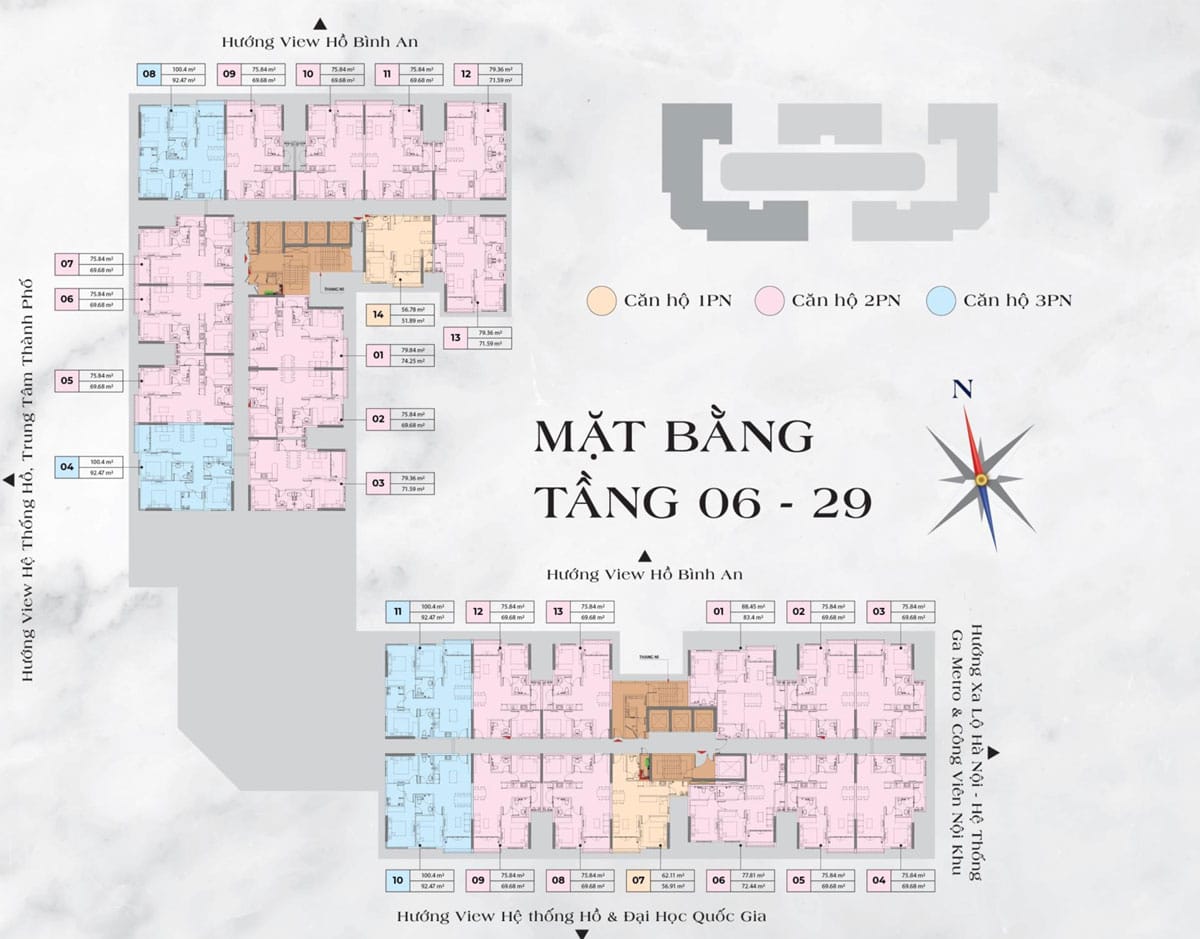 Hướng View Hồ Bình An
08 100.4 m² 92.47 m²
09 75.84 m² 69.68 m²
10 75.84 m² 69.68 m²
11 75.84 m² 69.68 m²
12 79.36 m² 71.59 m²
07 75.84 m² 69.68 m²
06 75.84 m² 69.68 m²
05 75.84 m² 69.68 m²
04 100.4 m² 92.47 m²
THANG N1
14 56.78 m² 51.89 m²
13 79.36 m² 71.59 m²
01 79.84 m² 74.25 m²
02 75.84 m² 69.68 m²
03 79.36 m² 71.59 m²
Hướng View Hệ Thống Hồ, Trung Tâm Thành Phố
Căn hộ 1PN
Căn hộ 2PN
Căn hộ 3PN
N
MẶT BẰNG
TẦNG 06 - 29
Hướng View Hồ Bình An
11 100.4 m² 92.47 m²
12 75.84 m² 69.68 m²
13 75.84 m² 69.68 m²
01 88.45 m² 83.4 m²
02 75.84 m² 69.68 m²
03 75.84 m² 69.68 m²
Hướng Xa Lộ Hà Nội - Hệ Thống
Ga Metro & Công Viên Nội Khu
10 100.4 m² 92.47 m²
09 75.84 m² 69.68 m²
08 75.84 m² 69.68 m²
07 62.11 m² 56.91 m²
06 77.81 m² 72.44 m²
05 75.84 m² 69.68 m²
04 75.84 m² 69.68 m²
Hướng View Hệ thống Hồ & Đại Học Quốc Gia